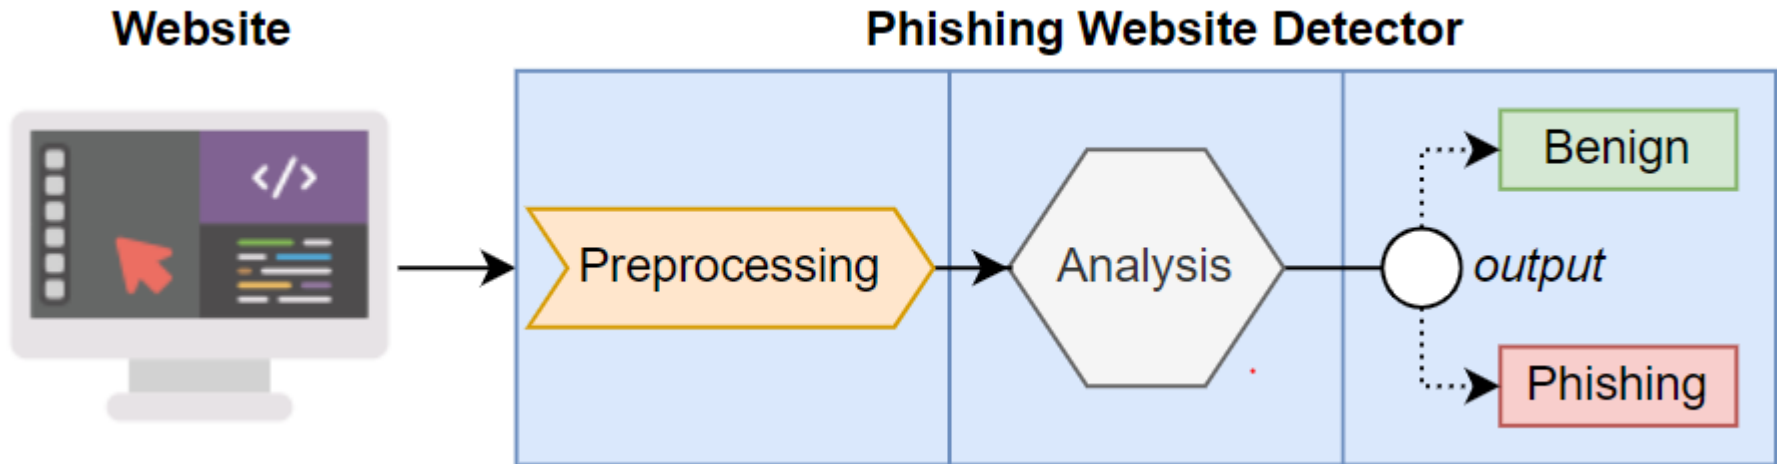 Website
Phishing Website Detector
</>
Preprocessing
Analysis
output
Benign
Phishing